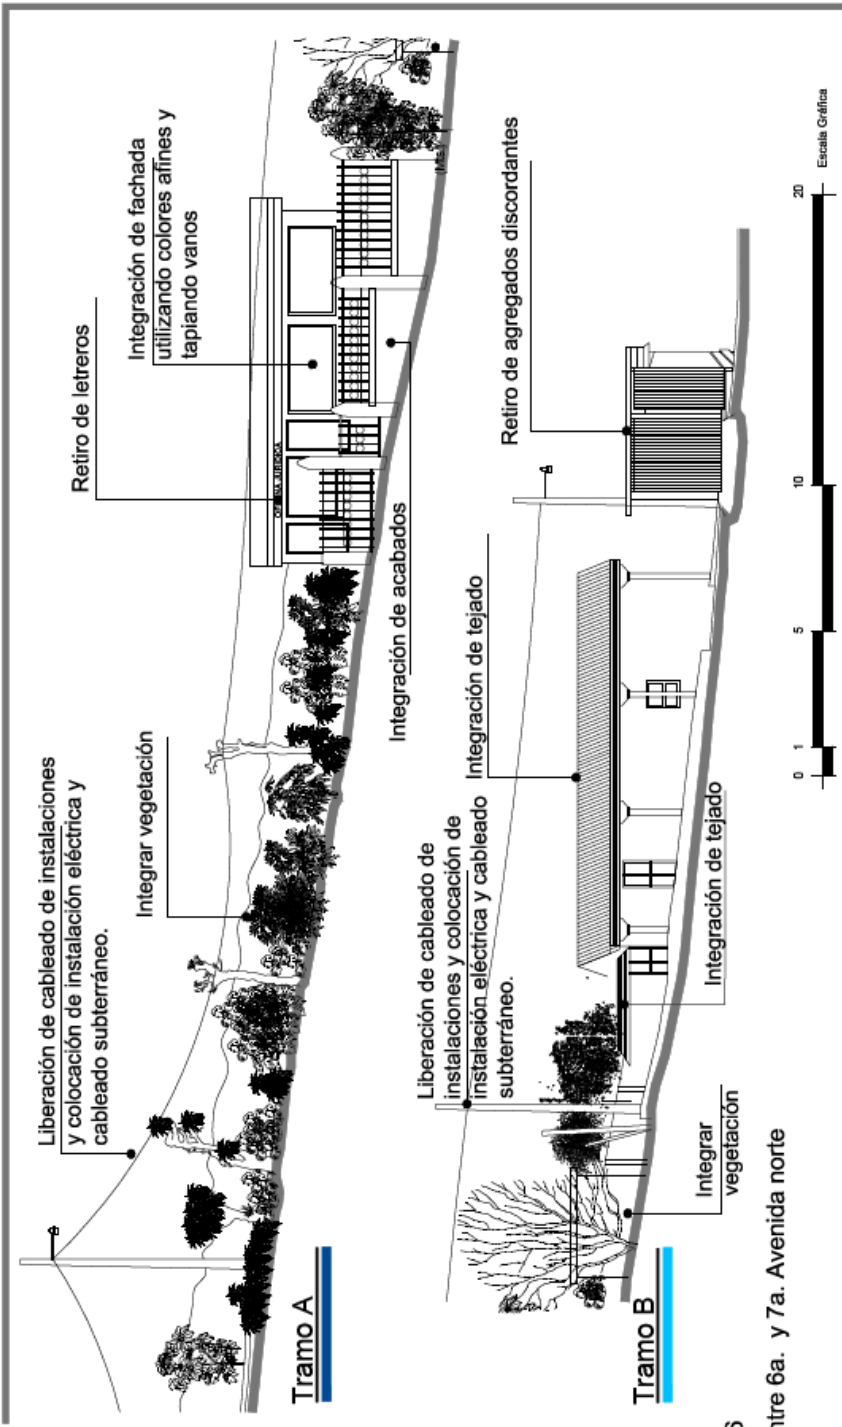 Liberación de cableado de instalaciones
y colocación de instalación eléctrica y
cableado subterráneo.
Integrar vegetación
Retiro de letreros
Integración de fachada
utilizando colores afines y
tapiando vanos
OFICINA JURIDICA
(Mts.)
Integración de acabados
Tramo A
Liberación de cableado de
instalaciones y colocación de
instalación eléctrica y cableado
subterráneo.
Integración de tejado
Retiro de agregados discordantes
Integrar
vegetación
Integración de tejado
Tramo B
0 1 5 10 20
Escala Gráfica
y 7a. Avenida norte
6a.